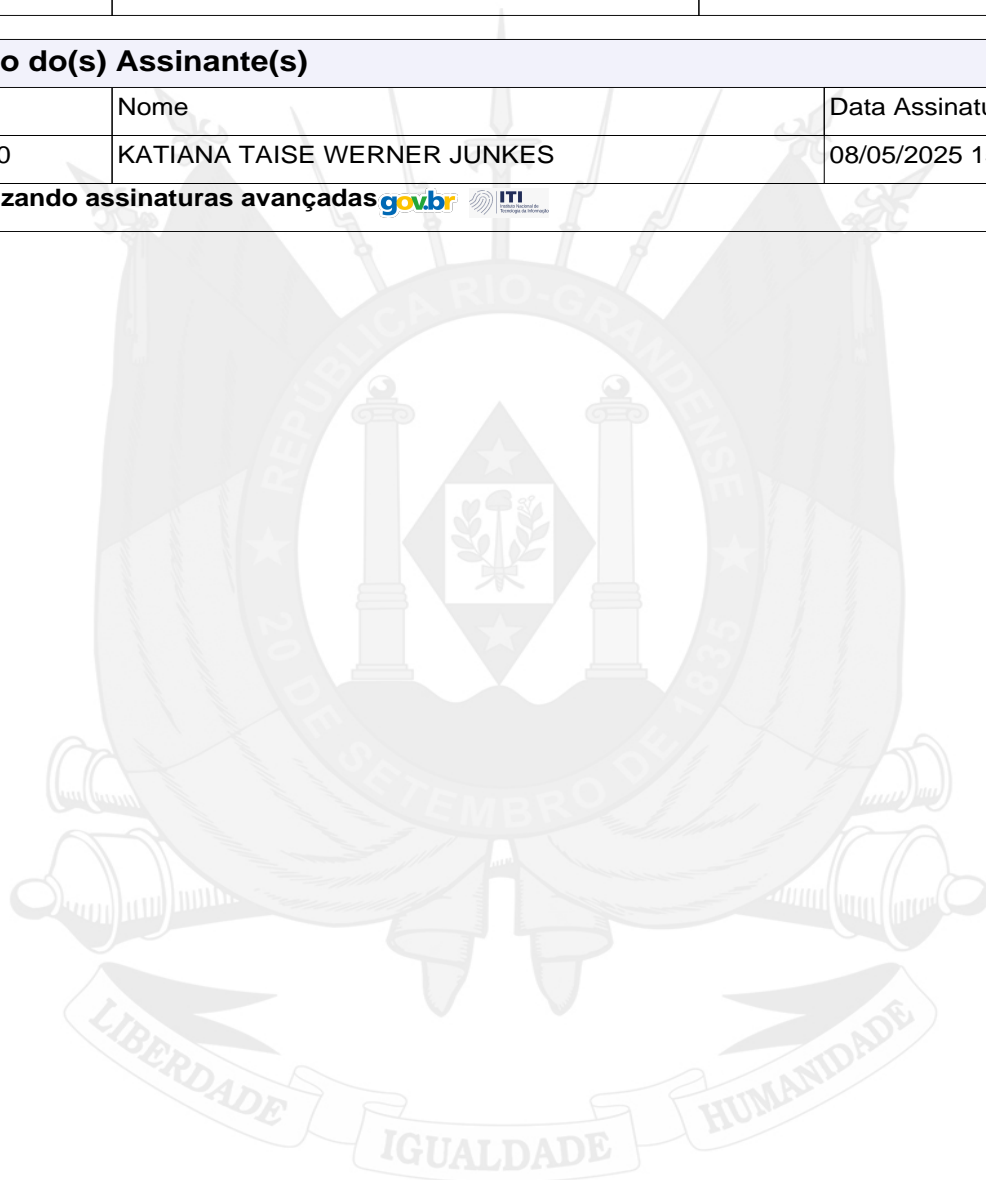 o do(s) Assinante(s)
Nome Data Assinatu
0 KATIANA TAISE WERNER JUNKES 08/05/2025 1
zando assinaturas avançadas gov.br ITI
REPÚBLICA RIO-GRANDENSE
20 DE SETEMBRO DE 1835
LIBERDADE IGUALDADE HUMANIDADE